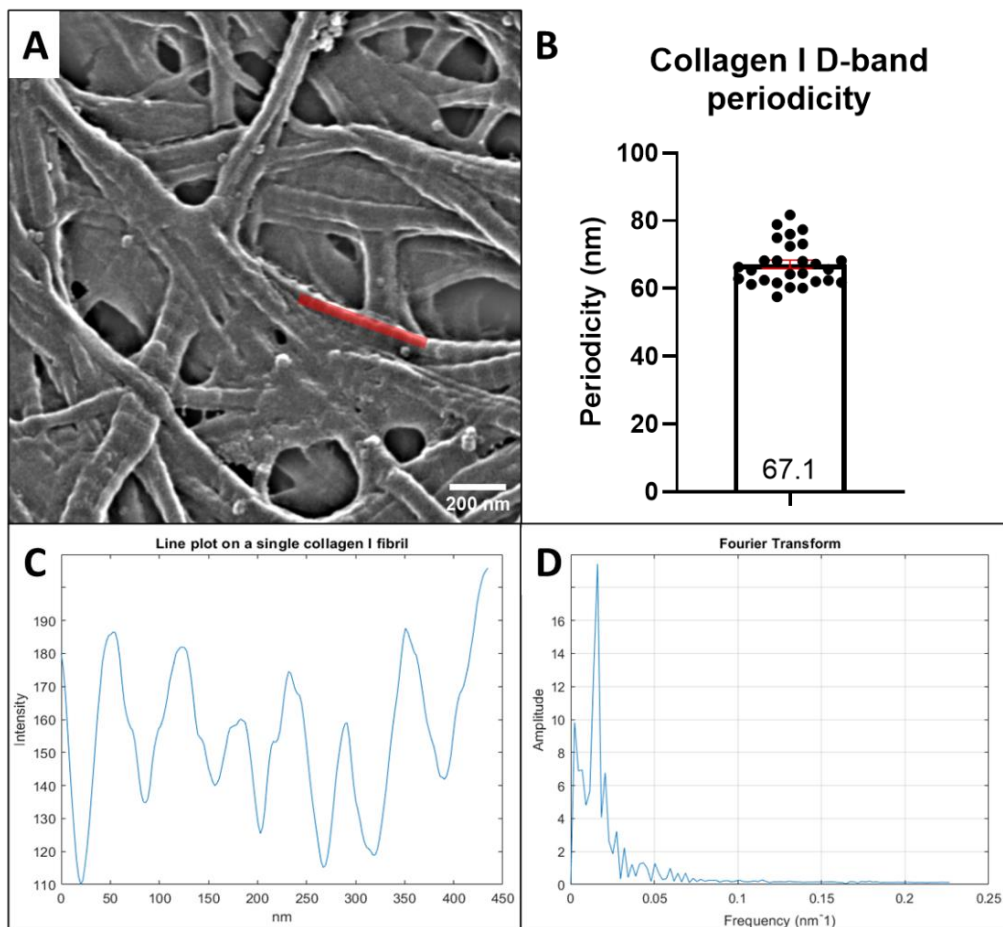 A
200 nm
B
Collagen I D-band
periodicity
Periodicity (nm)
100
80
60
40
20
0
67.1
C
Line plot on a single collagen I fibril
Intensity
190
180
170
160
150
140
130
120
110
0 50 100 150 200 250 300 350 400 450
nm
D
Fourier Transform
Amplitude
16
14
12
10
8
6
4
2
0
0 0.05 0.1 0.15 0.2 0.25
Frequency (nm⁻1)